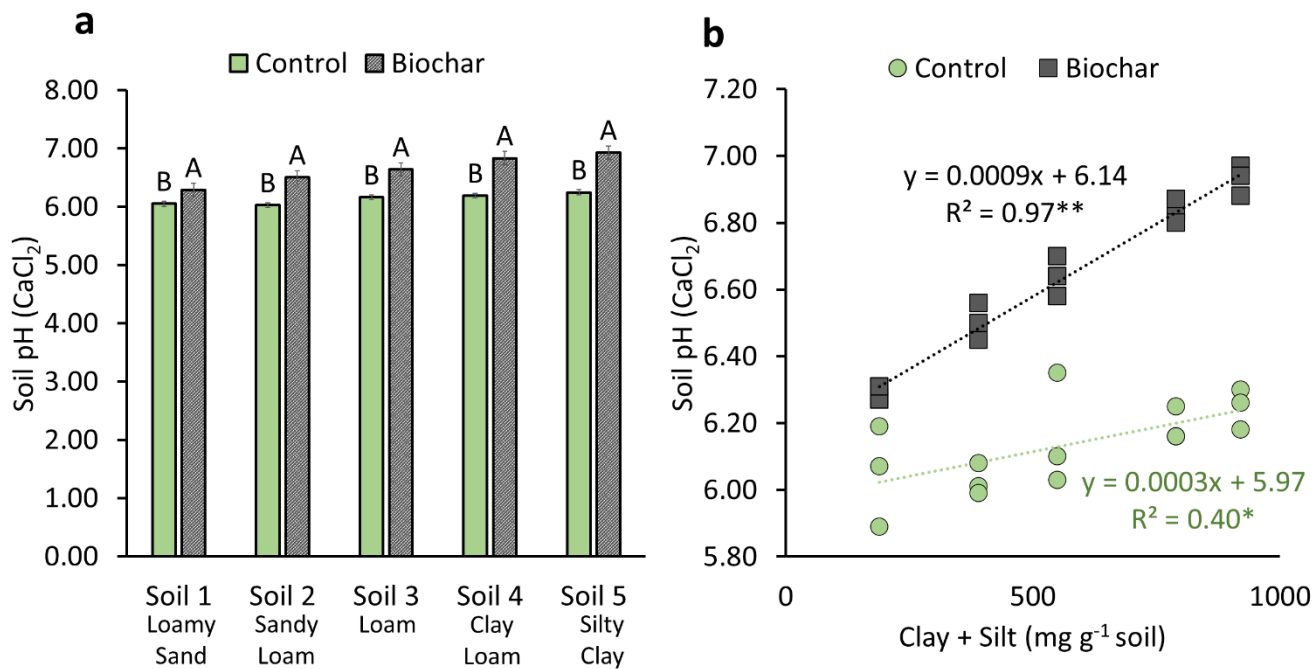 a
Control Biochar
8.00
7.00
6.00
5.00
4.00
3.00
2.00
1.00
0.00
Soil pH (CaCl₂)
B A B A B A B A B A
Soil 1 Soil 2 Soil 3 Soil 4 Soil 5
Loamy Sandy Loam Clay Silty
Sand Loam Loam Clay
b
Control Biochar
7.20
7.00
6.80
6.60
6.40
6.20
6.00
5.80
Soil pH (CaCl₂)
y = 0.0009x + 6.14
R² = 0.97**
y = 0.0003x + 5.97
R² = 0.40*
0 500 1000
Clay + Silt (mg g⁻¹ soil)